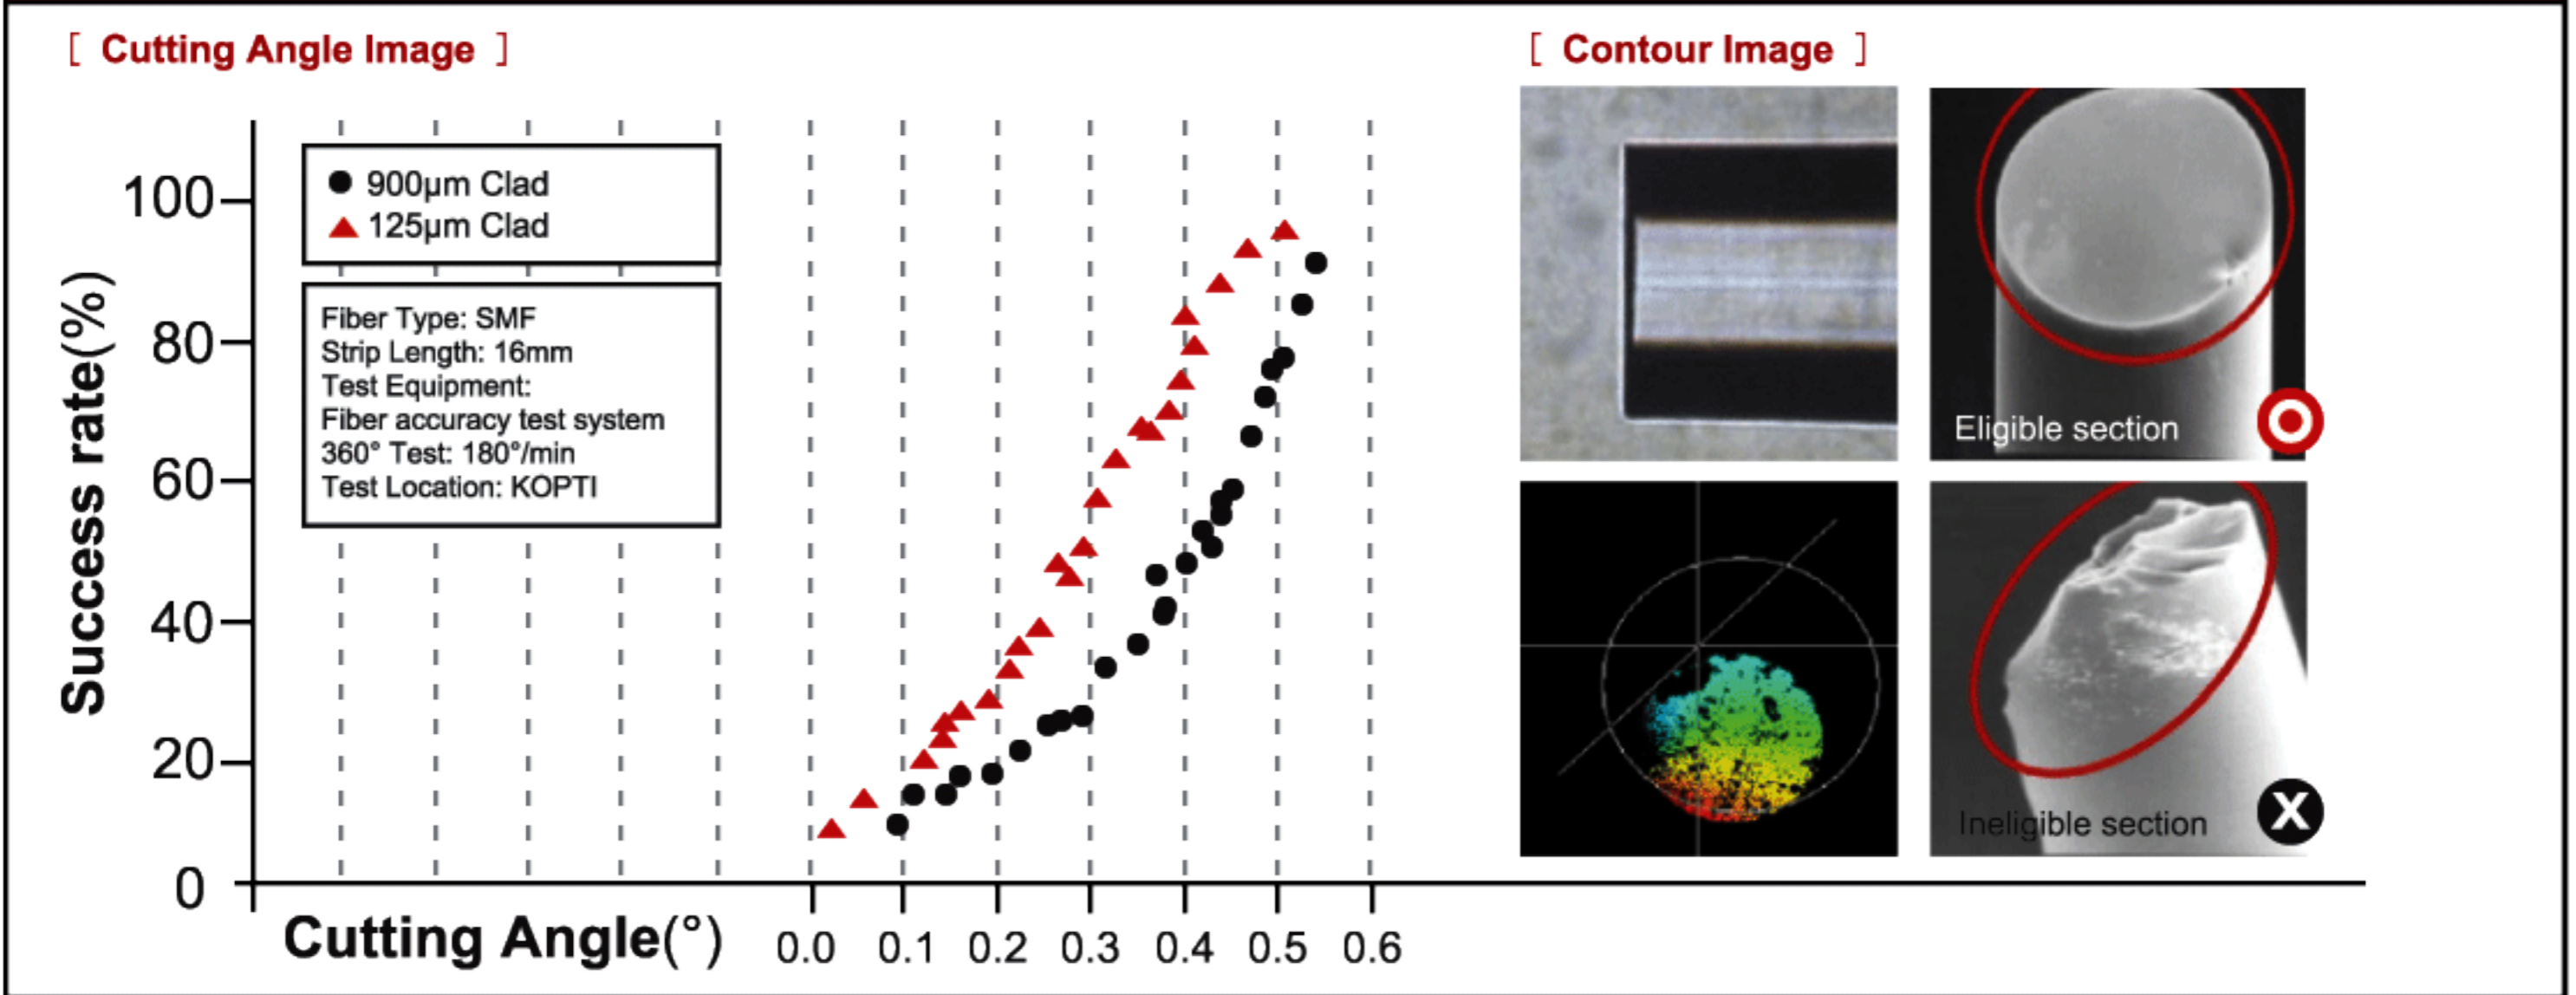 [ Cutting Angle Image ]
900µm Clad
125µm Clad
Fiber Type: SMF
Strip Length: 16mm
Test Equipment:
Fiber accuracy test system
360° Test: 180°/min
Test Location: KOPTI
Success rate(%)
100
80
60
40
20
0
Cutting Angle(°)
0.0 0.1 0.2 0.3 0.4 0.5 0.6
[ Contour Image ]
Eligible section
Ineligible section
X